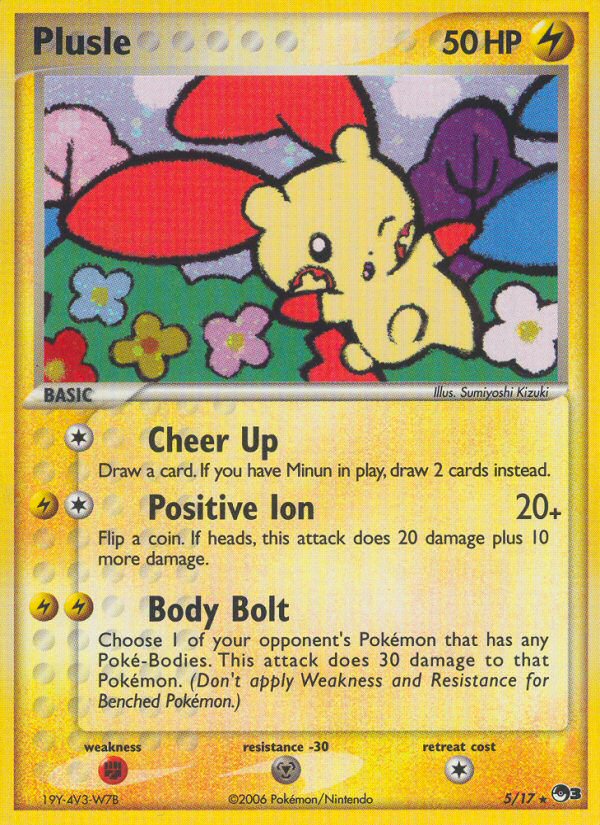 Plusle 50 HP
BASIC
Illus. Sumiyoshi Kizuki
Cheer Up
Draw a card. If you have Minun in play, draw 2 cards instead.
Positive Ion 20+
Flip a coin. If heads, this attack does 20 damage plus 10
more damage.
Body Bolt
Choose 1 of your opponent's Pokémon that has any
Poké-Bodies. This attack does 30 damage to that
Pokémon. (Don't apply Weakness and Resistance for
Benched Pokémon.)
weakness resistance -30 retreat cost
19Y-4V3-W7B ©2006 Pokémon/Nintendo 5/17 ★ 3